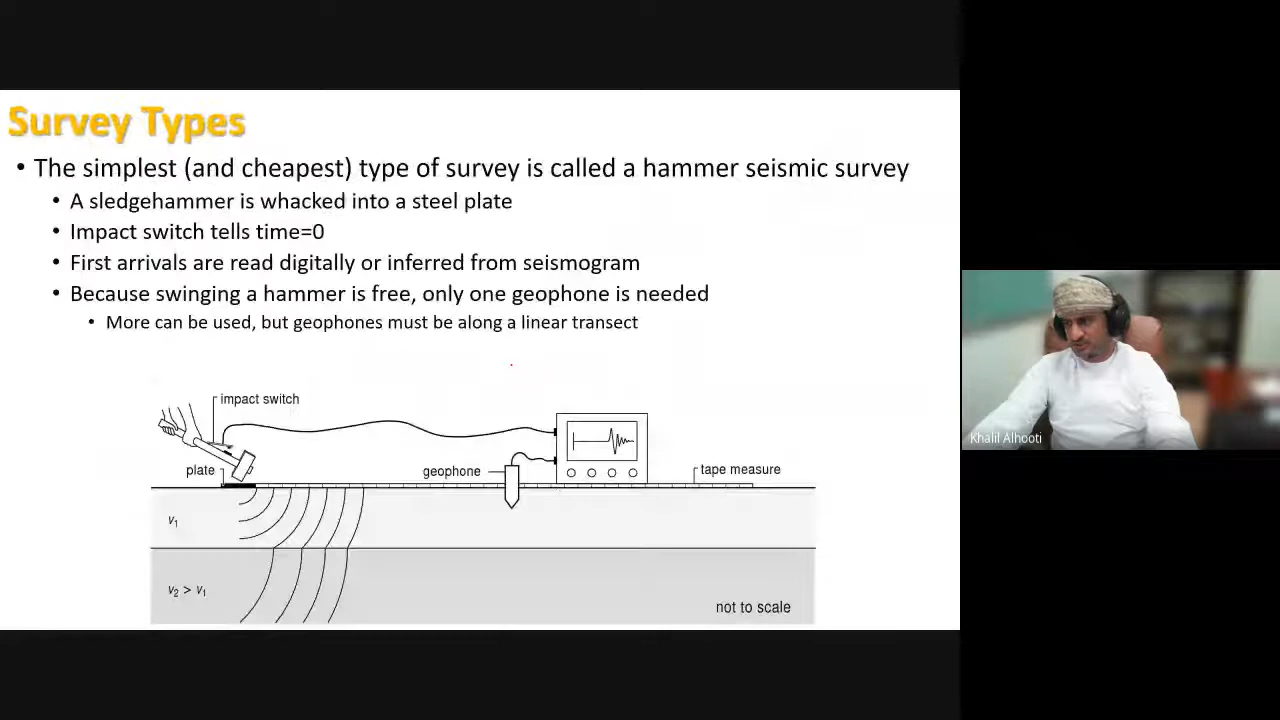 Survey Types
• The simplest (and cheapest) type of survey is called a hammer seismic survey
• A sledgehammer is whacked into a steel plate
• Impact switch tells time=0
• First arrivals are read digitally or inferred from seismogram
• Because swinging a hammer is free, only one geophone is needed
• More can be used, but geophones must be along a linear transect
impact switch
plate
geophone
tape measure
v₁
v₂ > v₁
not to scale
Khalil Alhooti